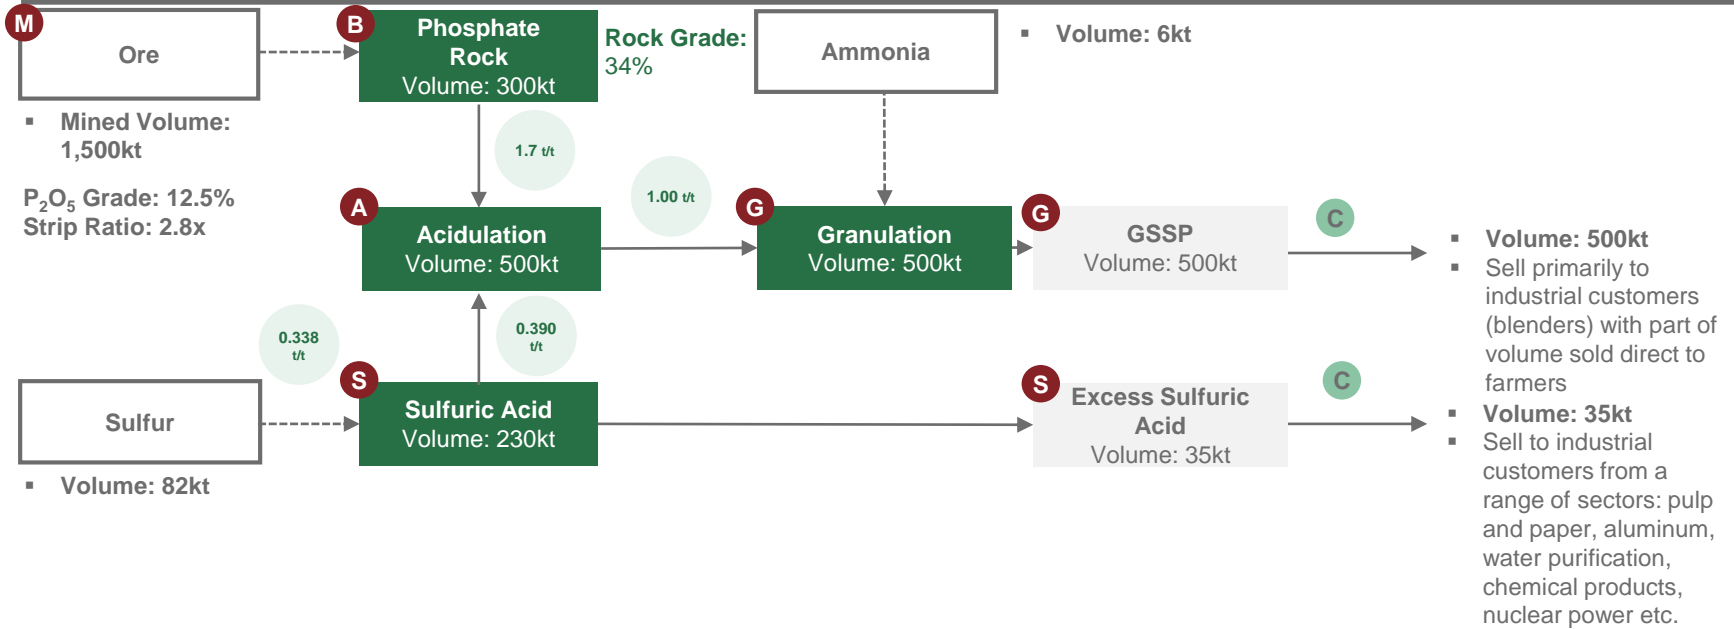 M
Ore
▪ Mined Volume:
1,500kt
P₂O₅ Grade: 12.5%
Strip Ratio: 2.8x
B
Phosphate
Rock
Volume: 300kt
Rock Grade:
34%
Ammonia
▪ Volume: 6kt
1.7 t/t
A
Acidulation
Volume: 500kt
1.00 t/t
G
Granulation
Volume: 500kt
G
GSSP
Volume: 500kt
C
▪ Volume: 500kt
▪ Sell primarily to
industrial customers
(blenders) with part of
volume sold direct to
farmers
0.338
t/t
0.390
t/t
Sulfur
▪ Volume: 82kt
S
Sulfuric Acid
Volume: 230kt
S
Excess Sulfuric
Acid
Volume: 35kt
C
▪ Volume: 35kt
▪ Sell to industrial
customers from a
range of sectors: pulp
and paper, aluminum,
water purification,
chemical products,
nuclear power etc.